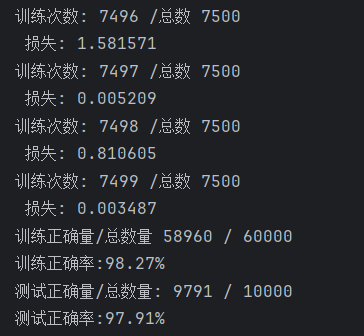 训练次数: 7496 /总数 7500
损失: 1.581571
训练次数: 7497 /总数 7500
损失: 0.005209
训练次数: 7498 /总数 7500
损失: 0.810605
训练次数: 7499 /总数 7500
损失: 0.003487
训练正确量/总数量 58960 / 60000
训练正确率:98.27%
测试正确量/总数量: 9791 / 10000
测试正确率:97.91%